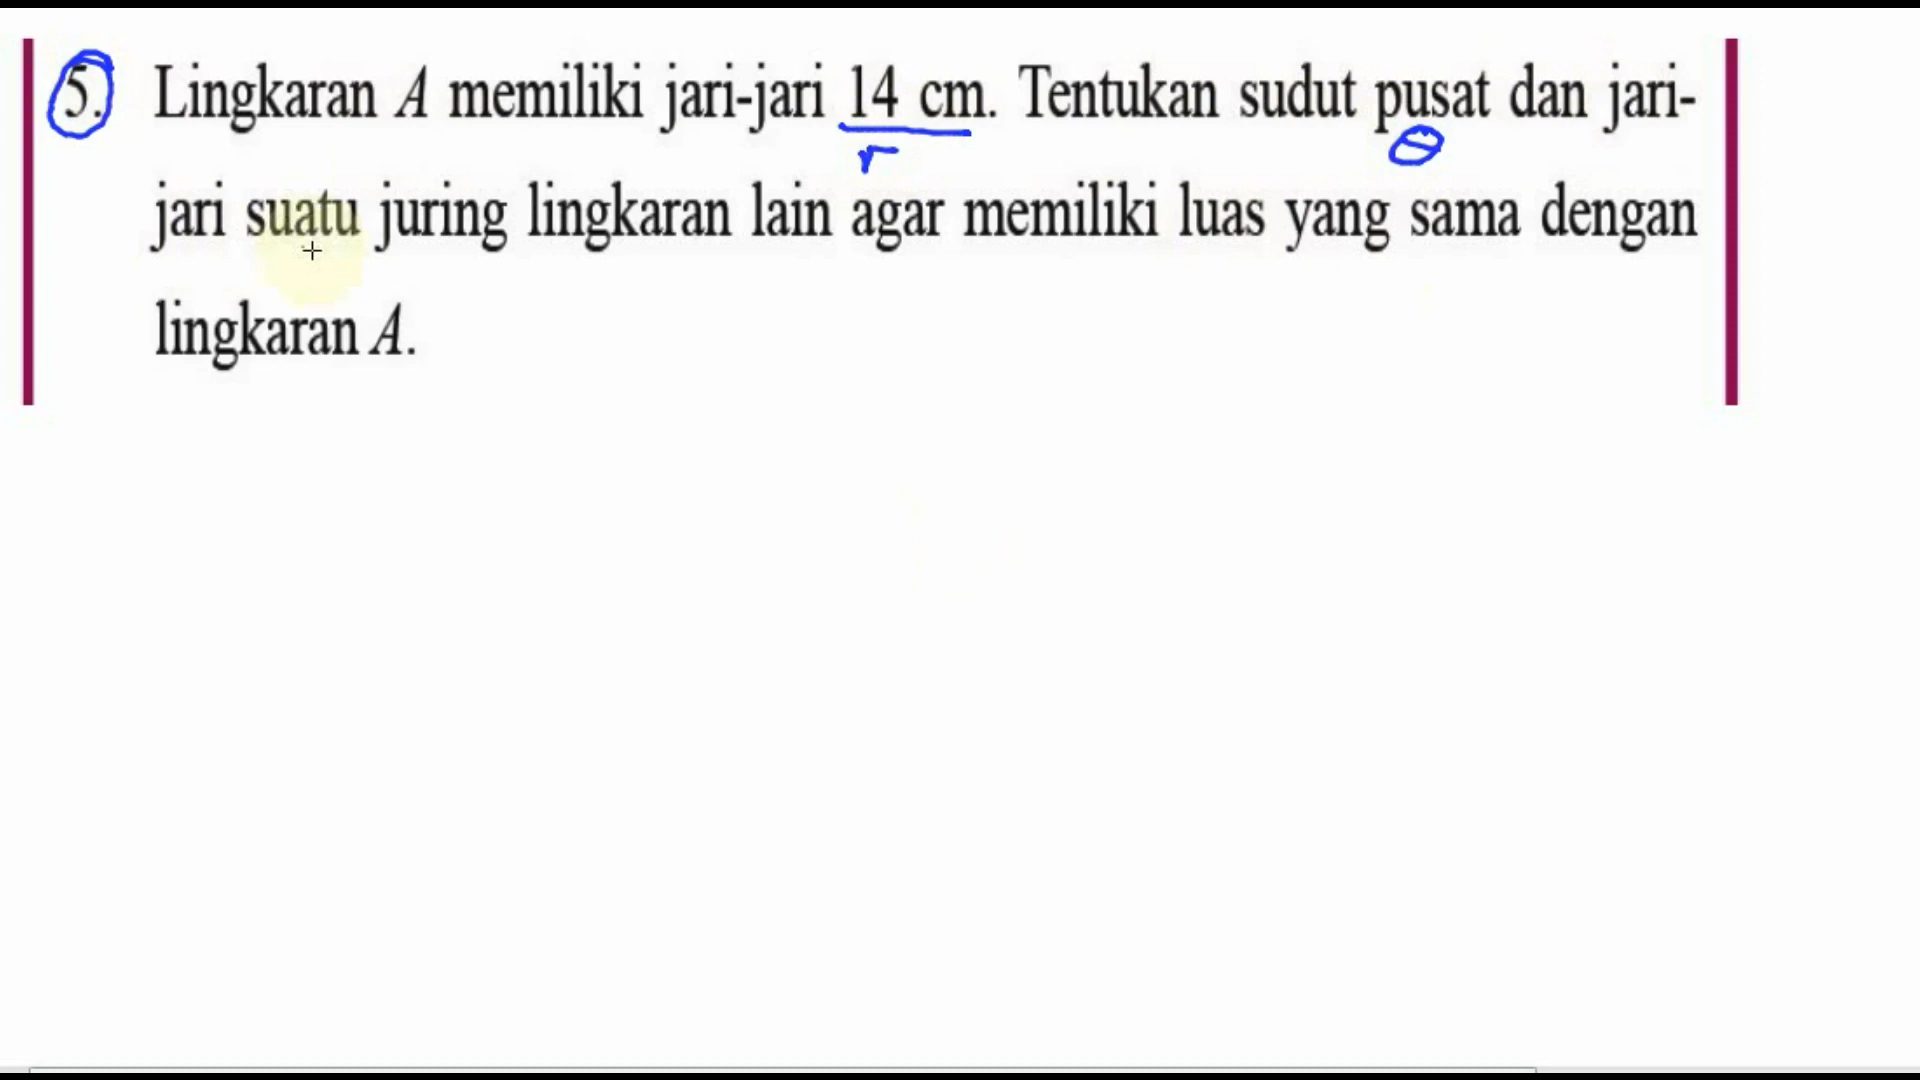 5. Lingkaran A memiliki jari-jari 14 cm. Tentukan sudut pusat dan jari-
r θ
jari suatu juring lingkaran lain agar memiliki luas yang sama dengan
lingkaran A.